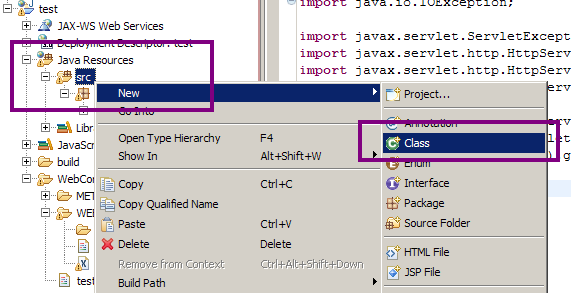 test
JAX-WS Web Services
Deployment Descriptor: test
Java Resources
src
Libr
JavaScr
build
WebCon
MET
WEB
test
import java.io.IOException;
import javax.servlet.ServletExcept
import javax.servlet.http.HttpServ
import javax.servlet.http.HttpServ
New
Go Into
Open Type Hierarchy F4
Show In Alt+Shift+W
Copy Ctrl+C
Copy Qualified Name
Paste Ctrl+V
Delete Delete
Remove from Context Ctrl+Alt+Shift+Down
Build Path
Project...
Annotation
Class
Enum
Interface
Package
Source Folder
HTML File
JSP File